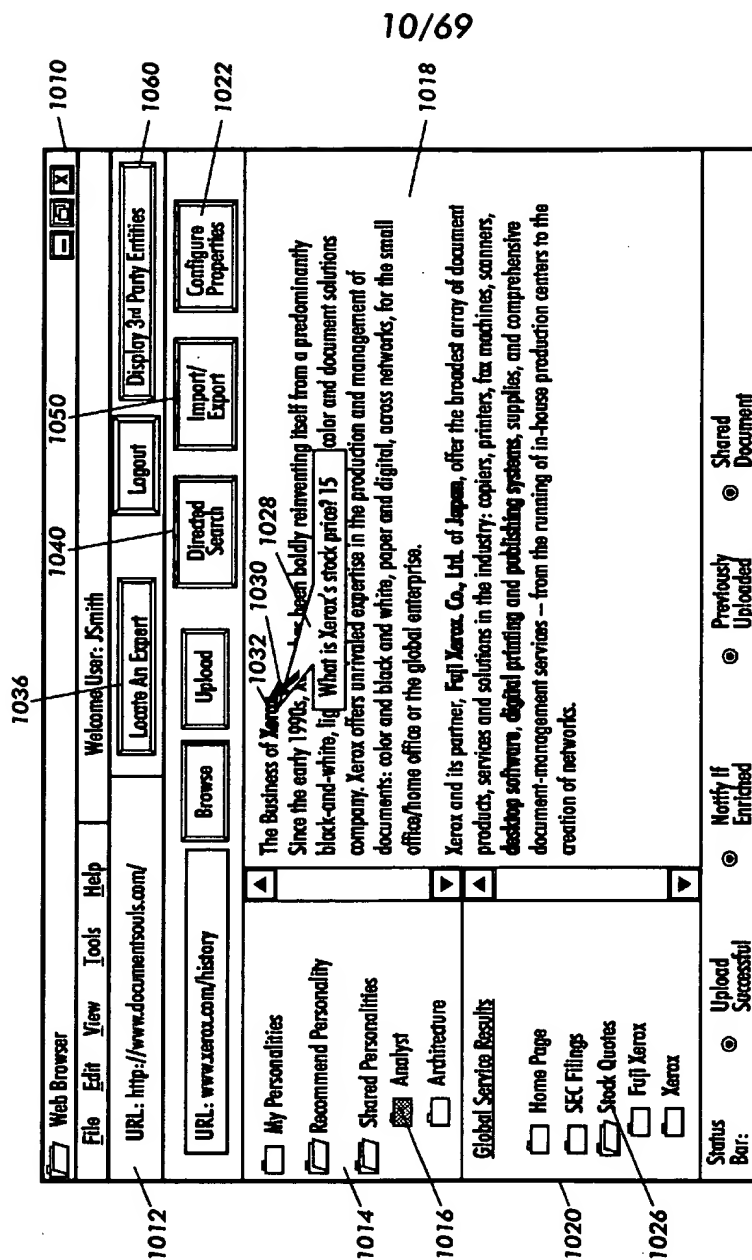 10/69
1036
1040
1050
1060
1010
Web Browser
File Edit View Tools Help
Welcome User: JSmith
URL: http://www.documentsouls.com/
Locate An Expert
Logout
Display 3rd Party Entities
1012
URL: www.xerox.com/history
Browse
Upload
Directed Search
Import/ Export
Configure Properties
1022
My Personalities
Recommend Personality
Shared Personalities
Analyst
Architecture
1014
1016
1032
1030
1028
1018
The Business of Xerox
Since the early 1990s, been boldly reinventing itself from a predominantly
black-and-white, lig What is Xerox's stock price? 15 color and document solutions
company. Xerox offers unrivaled expertise in the production and management of
documents: color and black and white, paper and digital, across networks, for the small
office/home office or the global enterprise.
Xerox and its partner, Fuji Xerox Co., Ltd. of Japan, offer the broadest array of document
products, services and solutions in the industry: copiers, printers, fax machines, scanners,
desktop software, digital printing and publishing systems, supplies, and comprehensive
document-management services – from the running of in-house production centers to the
creation of networks.
Global Service Results
Home Page
SEC Filings
Stock Quotes
Fuji Xerox
Xerox
1020
1026
Status Bar:
Upload Successful
Notify If Enriched
Previously Uploaded
Shared Document